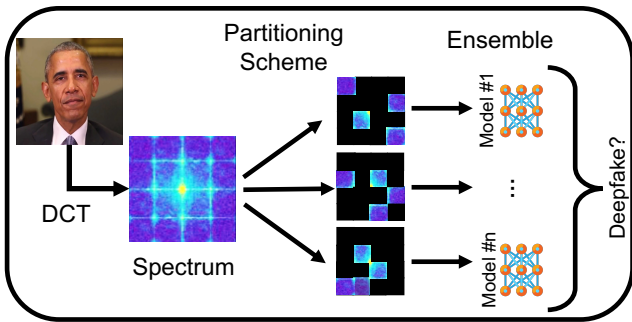 Partitioning
Scheme
Ensemble
DCT
Spectrum
Model #1
...
Model #n
Deepfake?